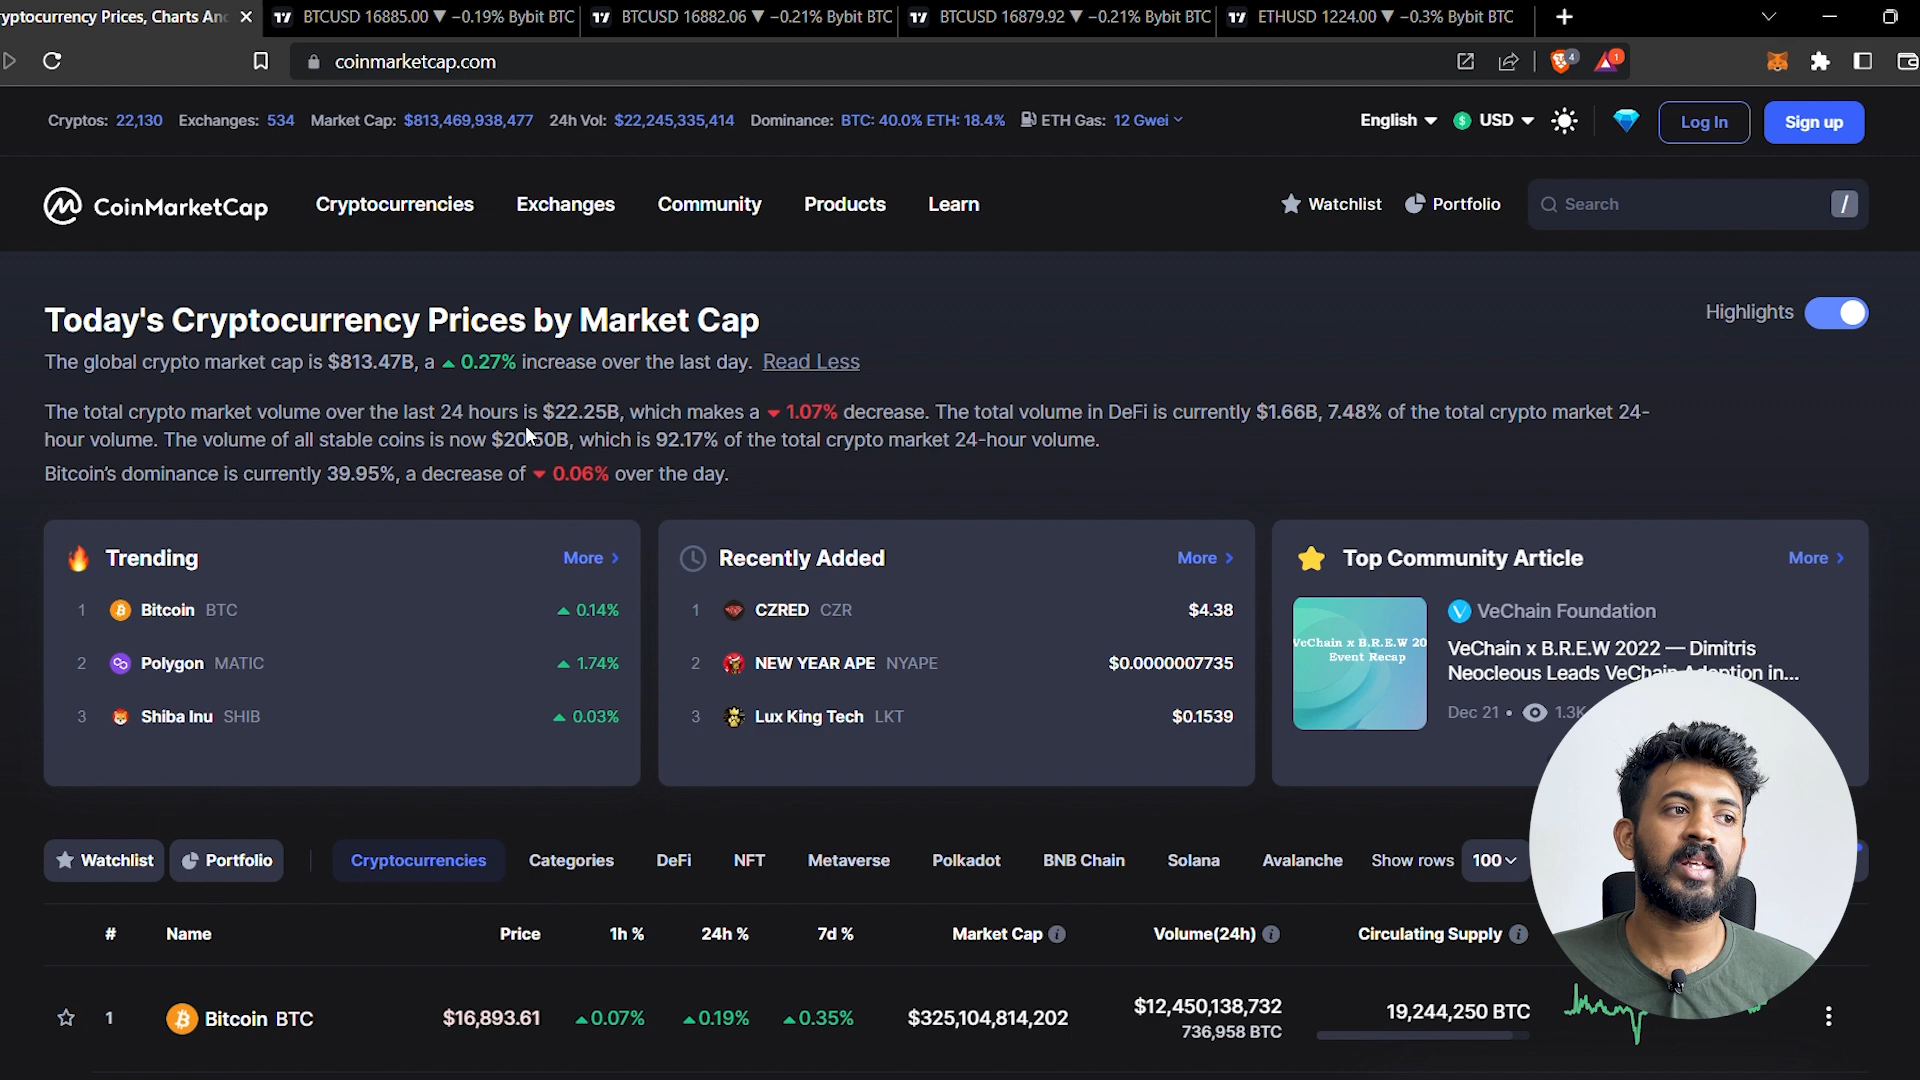 ryptocurrency Prices, Charts And
BTCUSD 16885.00 ▼ −0.19% Bybit BTC
BTCUSD 16882.06 ▼ −0.21% Bybit BTC
BTCUSD 16879.92 ▼ −0.21% Bybit BTC
ETHUSD 1224.00 ▼ −0.3% Bybit BTC
coinmarketcap.com
4
1
Cryptos: 22,130 Exchanges: 534 Market Cap: $813,469,938,477 24h Vol: $22,245,335,414 Dominance: BTC: 40.0% ETH: 18.4% ETH Gas: 12 Gwei
English USD Log In Sign up
CoinMarketCap Cryptocurrencies Exchanges Community Products Learn Watchlist Portfolio Search /
Today's Cryptocurrency Prices by Market Cap
Highlights
The global crypto market cap is $813.47B, a ▲ 0.27% increase over the last day. Read Less
The total crypto market volume over the last 24 hours is $22.25B, which makes a ▼ 1.07% decrease. The total volume in DeFi is currently $1.66B, 7.48% of the total crypto market 24-
hour volume. The volume of all stable coins is now $20.50B, which is 92.17% of the total crypto market 24-hour volume.
Bitcoin's dominance is currently 39.95%, a decrease of ▼ 0.06% over the day.
Trending More >
1 Bitcoin BTC ▲ 0.14%
2 Polygon MATIC ▲ 1.74%
3 Shiba Inu SHIB ▲ 0.03%
Recently Added More >
1 CZRED CZR $4.38
2 NEW YEAR APE NYAPE $0.0000007735
3 Lux King Tech LKT $0.1539
Top Community Article More >
VeChain x B.R.E.W 20
Event Recap
VeChain Foundation
VeChain x B.R.E.W 2022 — Dimitris
Neocleous Leads VeChain Adoption in...
Dec 21 • 1.3K
Watchlist Portfolio Cryptocurrencies Categories DeFi NFT Metaverse Polkadot BNB Chain Solana Avalanche Show rows 100
# Name Price 1h % 24h % 7d % Market Cap Volume(24h) Circulating Supply
1 Bitcoin BTC $16,893.61 ▲0.07% ▲0.19% ▲0.35% $325,104,814,202 $12,450,138,732 19,244,250 BTC
736,958 BTC